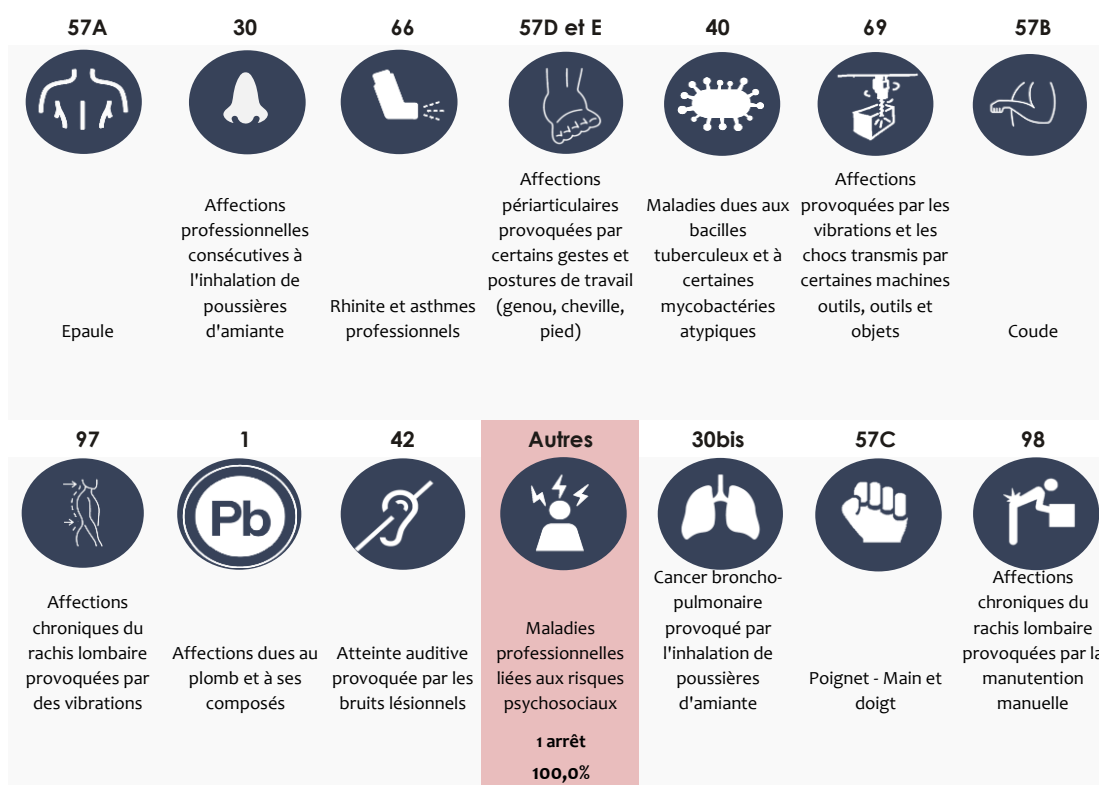 57A
30
66
57D et E
40
69
57B
Epaule
Affections
professionnelles
consécutives à
l'inhalation de
poussières
d'amiante
Rhinite et asthmes
professionnels
Affections
périarticulaires
provoquées par
certains gestes et
postures de travail
(genou, cheville,
pied)
Maladies dues aux
bacilles
tuberculeux et à
certaines
mycobactéries
atypiques
Affections
provoquées par les
vibrations et les
chocs transmis par
certaines machines
outils, outils et
objets
Coude
97
1
42
Autres
30bis
57C
98
Affections
chroniques du
rachis lombaire
provoquées par
des vibrations
Pb
Affections dues au
plomb et à ses
composés
Atteinte auditive
provoquée par les
bruits lésionnels
Maladies
professionnelles
liées aux risques
psychosociaux
1 arrêt
100,0%
Cancer broncho-
pulmonaire
provoqué par
l'inhalation de
poussières
d'amiante
Poignet - Main et
doigt
Affections
chroniques du
rachis lombaire
provoquées par la
manutention
manuelle